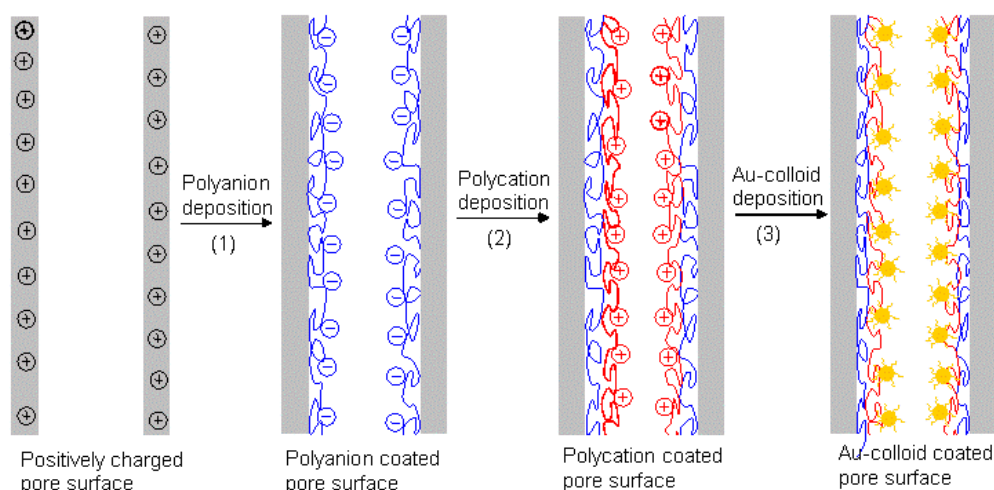 Polyanion
deposition
(1)
Polycation
deposition
(2)
Au-colloid
deposition
(3)
Positively charged
pore surface
Polyanion coated
pore surface
Polycation coated
pore surface
Au-colloid coated
pore surface